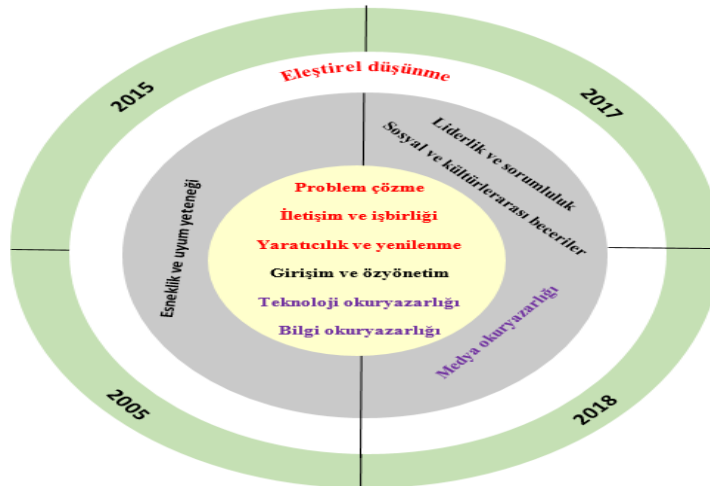 Eleştirel düşünme
2015
2017
Liderlik ve sorumluluk
Sosyal ve kültürlerarası beceriler
Esneklik ve uyum yeteneği
Problem çözme
İletişim ve işbirliği
Yaratıcılık ve yenilenme
Girişim ve özyönetim
Teknoloji okuryazarlığı
Bilgi okuryazarlığı
Medya okuryazarlığı
2005
2018